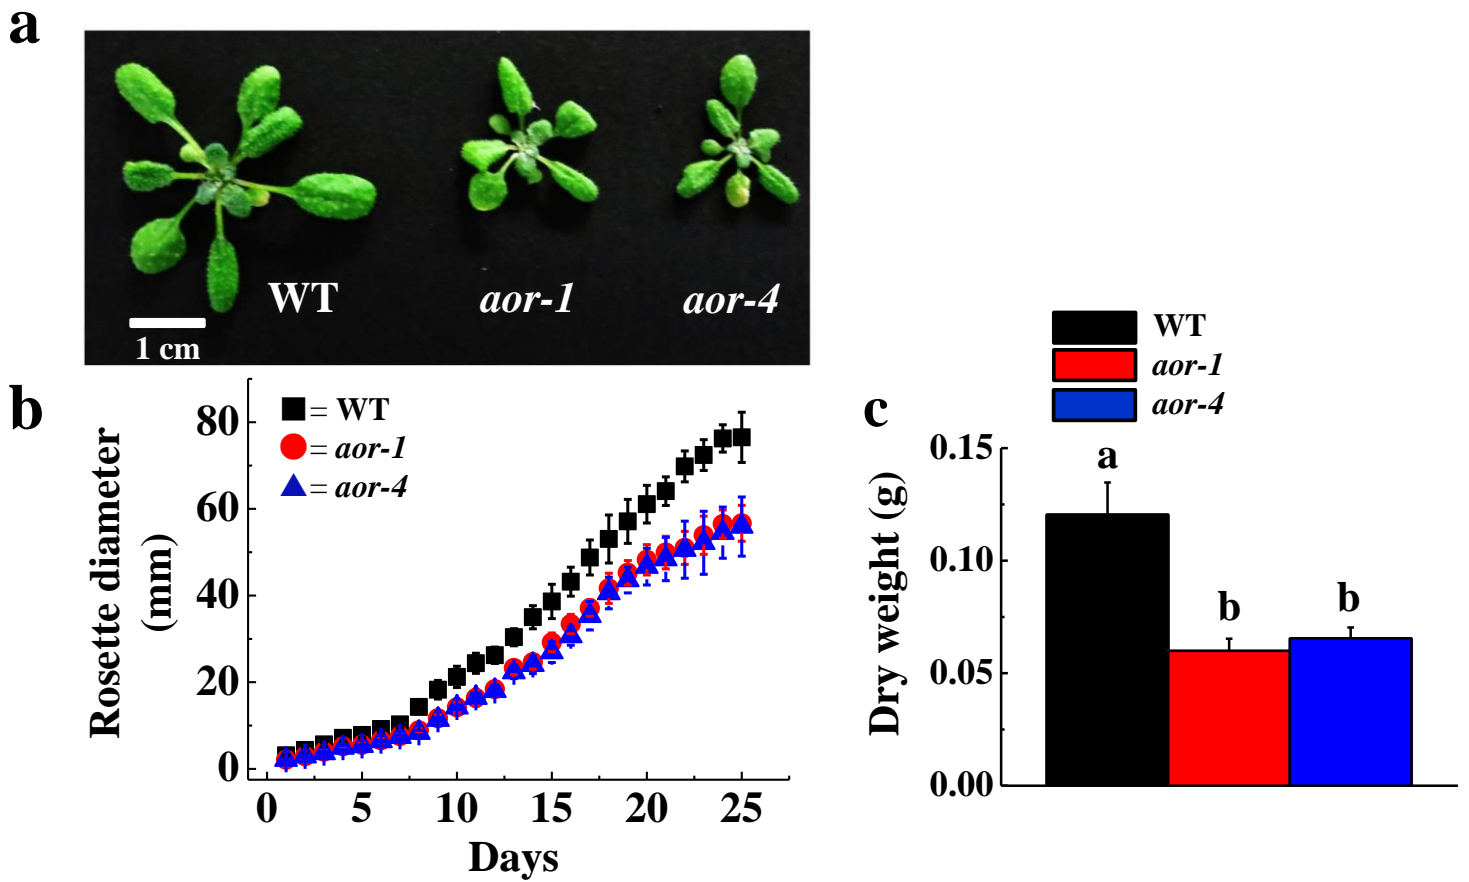 a
WT
aor-1
aor-4
1 cm
b
= WT
= aor-1
= aor-4
80
60
40
20
0
Rosette diameter
(mm)
0 5 10 15 20 25
Days
WT
aor-1
aor-4
c
0.15
0.10
0.05
0.00
Dry weight (g)
a
b
b